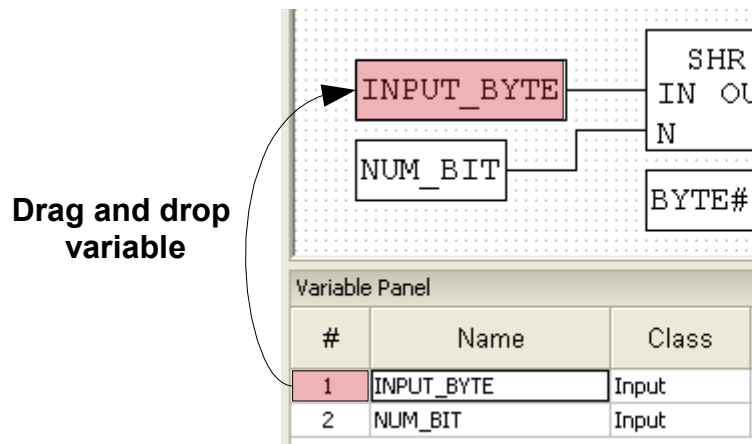 SHR
INPUT_BYTE
IN
N
NUM_BIT
BYTE#
Drag and drop
variable
Variable Panel
# Name Class
1 INPUT_BYTE Input
2 NUM_BIT Input